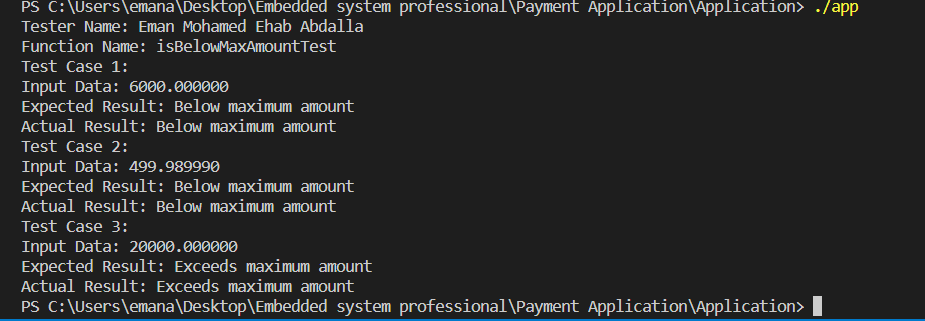 PS C:\Users\emana\Desktop\Embedded system professional\Payment Application\Application> ./app
Tester Name: Eman Mohamed Ehab Abdalla
Function Name: isBelowMaxAmountTest
Test Case 1:
Input Data: 6000.000000
Expected Result: Below maximum amount
Actual Result: Below maximum amount
Test Case 2:
Input Data: 499.989990
Expected Result: Below maximum amount
Actual Result: Below maximum amount
Test Case 3:
Input Data: 20000.000000
Expected Result: Exceeds maximum amount
Actual Result: Exceeds maximum amount
PS C:\Users\emana\Desktop\Embedded system professional\Payment Application\Application>